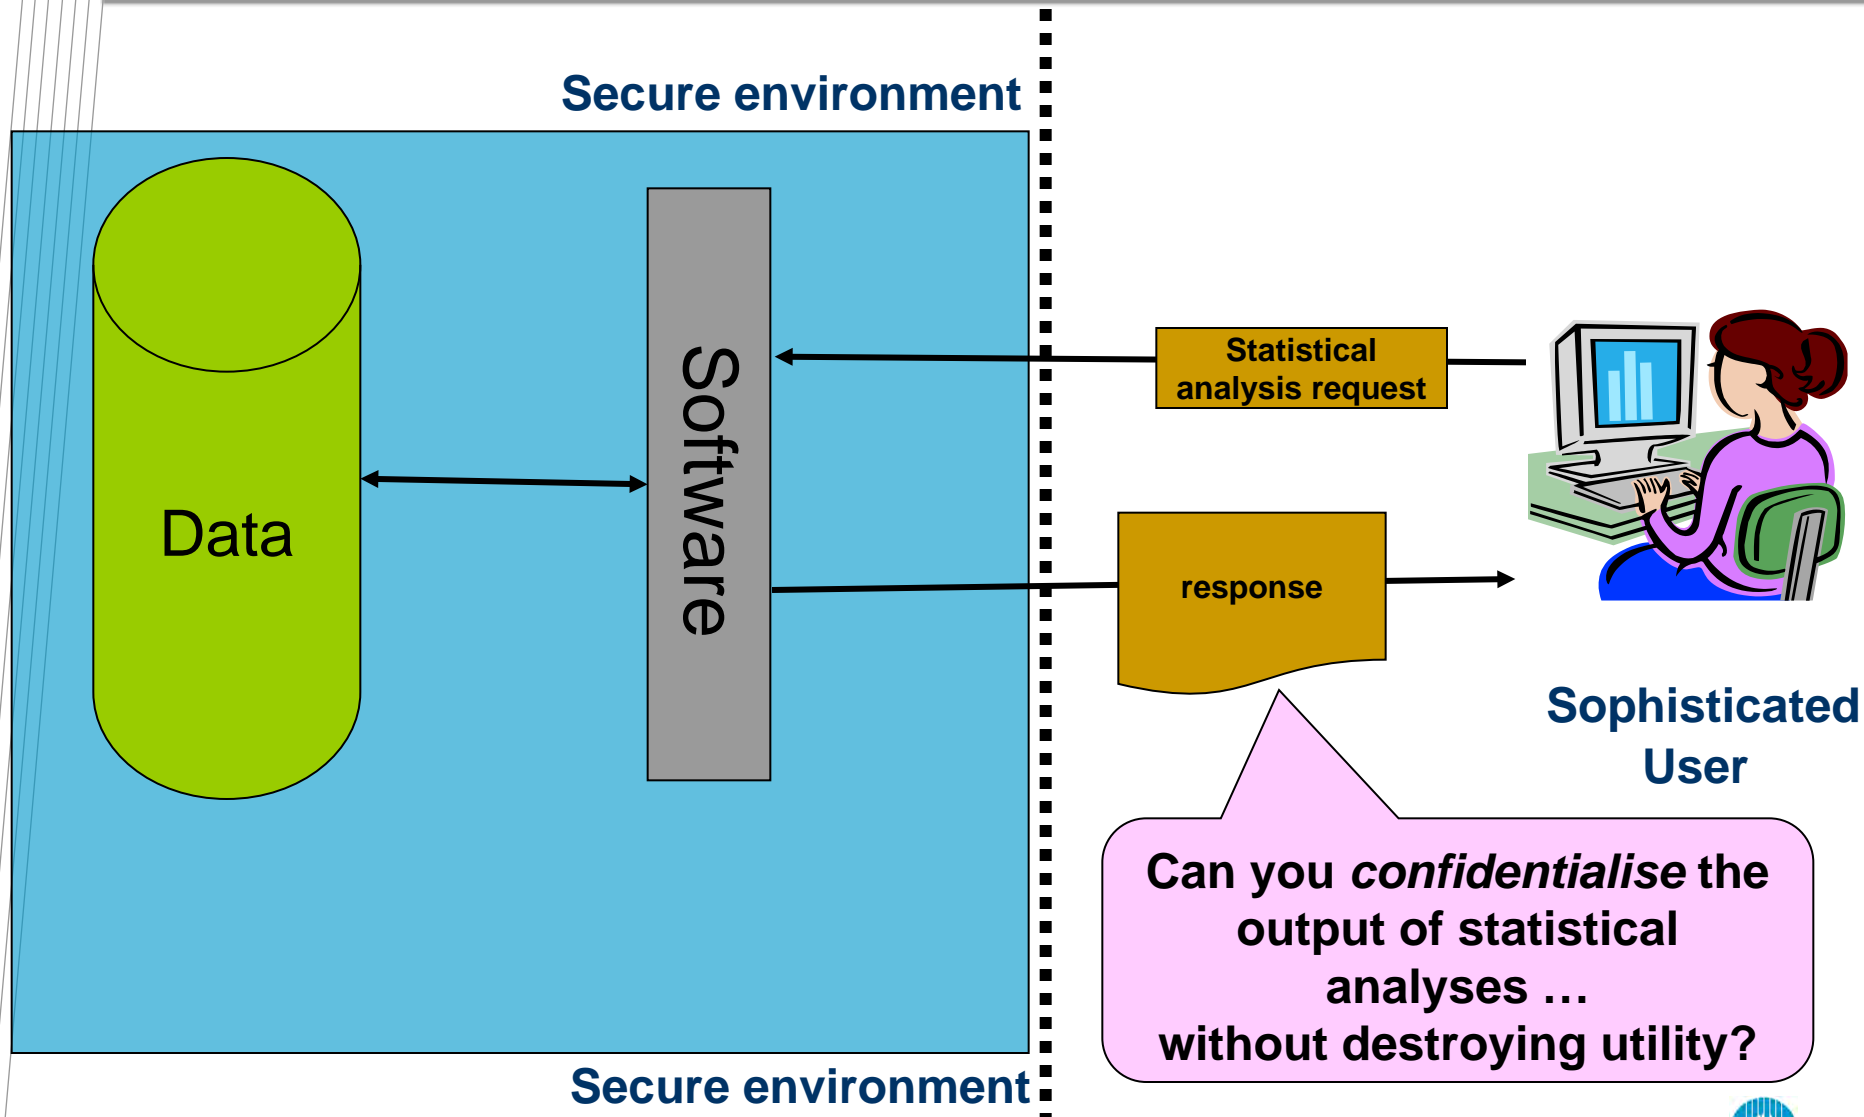 Secure environment
Data
Software
Statistical
analysis request
response
Sophisticated
User
Can you confidentialise the
output of statistical
analyses …
without destroying utility?
Secure environment